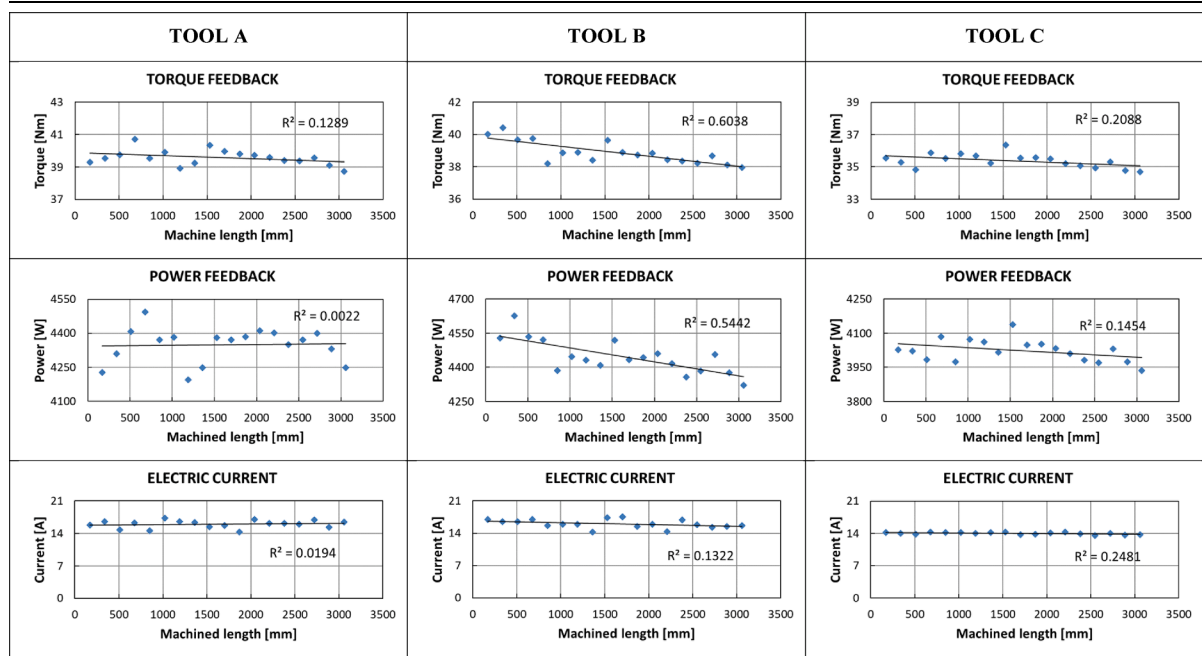 TOOL A
TOOL B
TOOL C
TORQUE FEEDBACK
43
41
39
37
Torque [Nm]
R² = 0.1289
0 500 1000 1500 2000 2500 3000 3500
Machine length [mm]
TORQUE FEEDBACK
42
40
38
36
Torque [Nm]
R² = 0.6038
0 500 1000 1500 2000 2500 3000 3500
Machine length [mm]
TORQUE FEEDBACK
39
37
35
33
Torque [Nm]
R² = 0.2088
0 500 1000 1500 2000 2500 3000 3500
Machine length [mm]
POWER FEEDBACK
4550
4400
4250
4100
Power [W]
R² = 0.0022
0 500 1000 1500 2000 2500 3000 3500
Machined length [mm]
POWER FEEDBACK
4700
4550
4400
4250
Power [W]
R² = 0.5442
0 500 1000 1500 2000 2500 3000 3500
Machined length [mm]
POWER FEEDBACK
4250
4100
3950
3800
Power [W]
R² = 0.1454
0 500 1000 1500 2000 2500 3000 3500
Machined length [mm]
ELECTRIC CURRENT
21
14
7
0
Current [A]
R² = 0.0194
0 500 1000 1500 2000 2500 3000 3500
Machined length [mm]
ELECTRIC CURRENT
21
14
7
0
Current [A]
R² = 0.1322
0 500 1000 1500 2000 2500 3000 3500
Machined length [mm]
ELECTRIC CURRENT
21
14
7
0
Current [A]
R² = 0.2481
0 500 1000 1500 2000 2500 3000 3500
Machined length [mm]